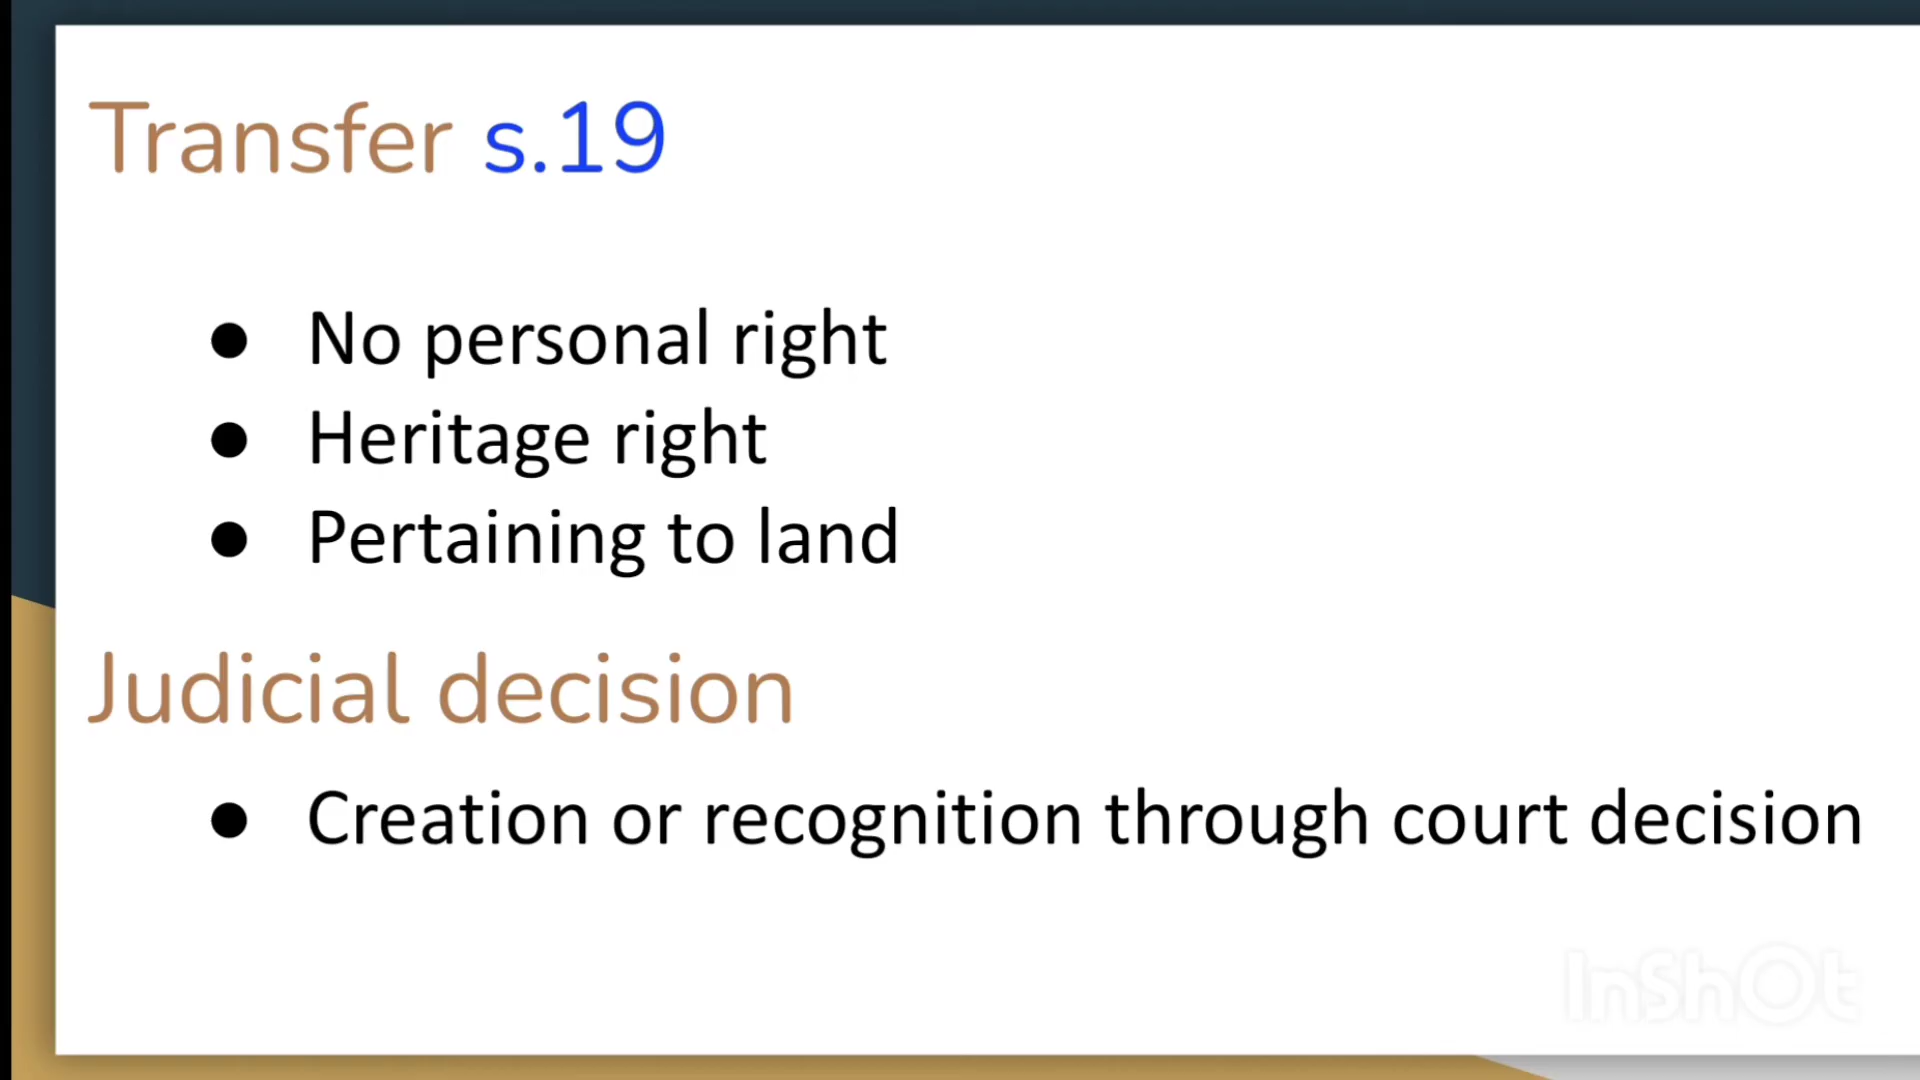 Transfer s.19
● No personal right
● Heritage right
● Pertaining to land
Judicial decision
● Creation or recognition through court decision
InShOt